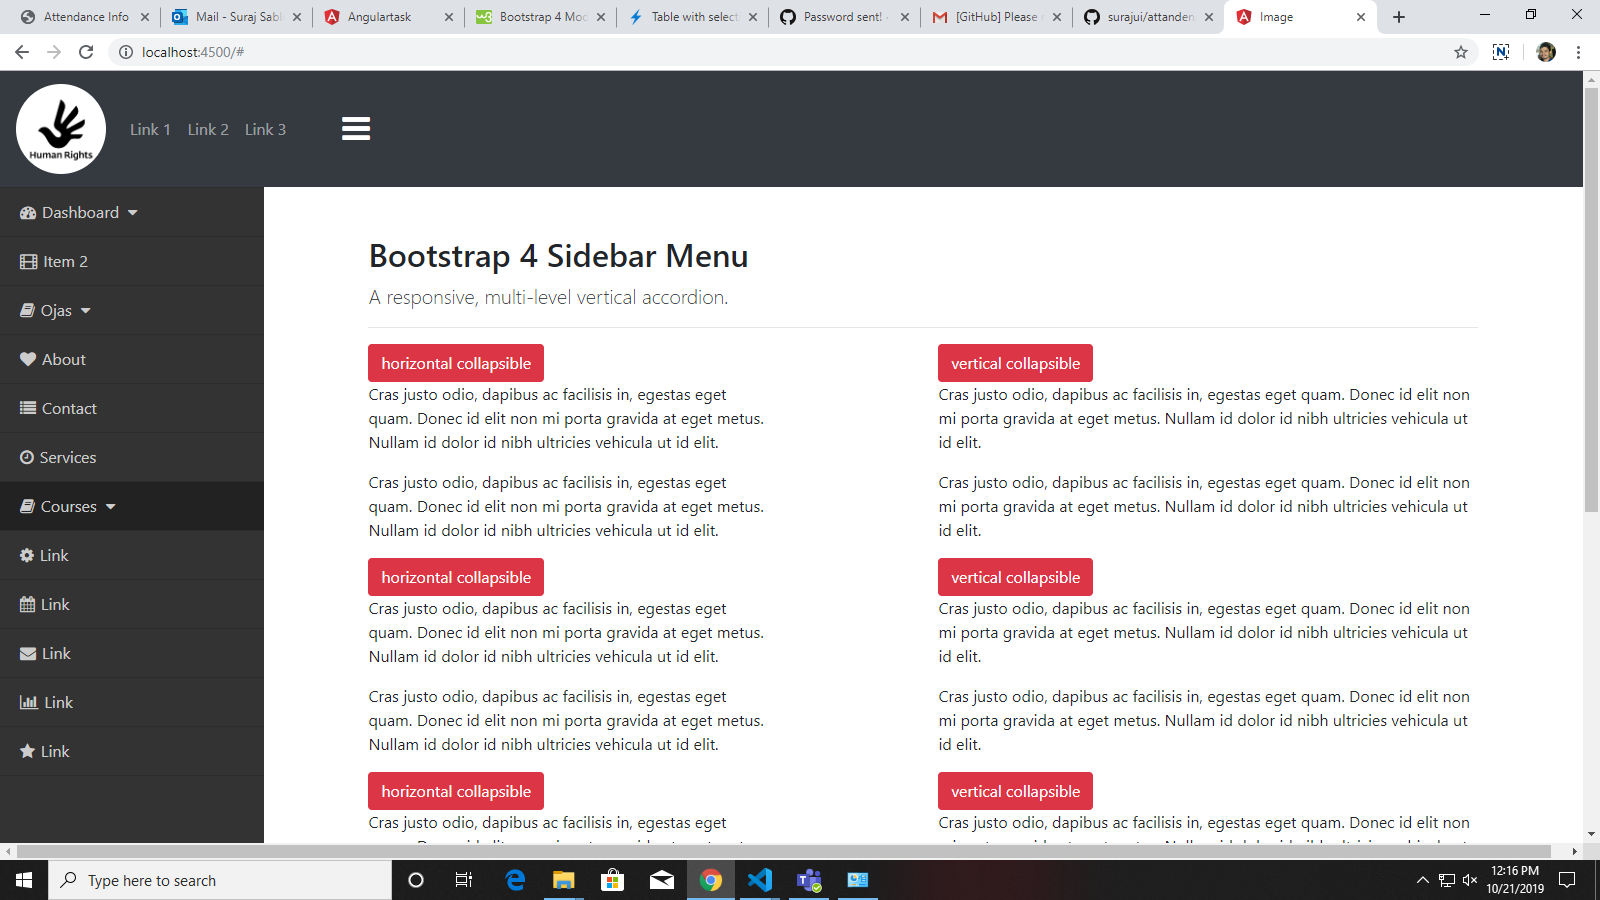 Attendance Info
Mail - Suraj Sabl
Angulartask
Bootstrap 4 Moc
Table with select
Password sent!
[GitHub] Please
surajui/attanden
Image
localhost:4500/#
Human Rights
Link 1 Link 2 Link 3
Dashboard
Item 2
Ojas
About
Contact
Services
Courses
Link
Link
Link
Link
Link
Bootstrap 4 Sidebar Menu
A responsive, multi-level vertical accordion.
horizontal collapsible
Cras justo odio, dapibus ac facilisis in, egestas eget
quam. Donec id elit non mi porta gravida at eget metus.
Nullam id dolor id nibh ultricies vehicula ut id elit.
Cras justo odio, dapibus ac facilisis in, egestas eget
quam. Donec id elit non mi porta gravida at eget metus.
Nullam id dolor id nibh ultricies vehicula ut id elit.
horizontal collapsible
Cras justo odio, dapibus ac facilisis in, egestas eget
quam. Donec id elit non mi porta gravida at eget metus.
Nullam id dolor id nibh ultricies vehicula ut id elit.
Cras justo odio, dapibus ac facilisis in, egestas eget
quam. Donec id elit non mi porta gravida at eget metus.
Nullam id dolor id nibh ultricies vehicula ut id elit.
horizontal collapsible
Cras justo odio, dapibus ac facilisis in, egestas eget
vertical collapsible
Cras justo odio, dapibus ac facilisis in, egestas eget quam. Donec id elit non
mi porta gravida at eget metus. Nullam id dolor id nibh ultricies vehicula ut
id elit.
Cras justo odio, dapibus ac facilisis in, egestas eget quam. Donec id elit non
mi porta gravida at eget metus. Nullam id dolor id nibh ultricies vehicula ut
id elit.
vertical collapsible
Cras justo odio, dapibus ac facilisis in, egestas eget quam. Donec id elit non
mi porta gravida at eget metus. Nullam id dolor id nibh ultricies vehicula ut
id elit.
Cras justo odio, dapibus ac facilisis in, egestas eget quam. Donec id elit non
mi porta gravida at eget metus. Nullam id dolor id nibh ultricies vehicula ut
id elit.
vertical collapsible
Cras justo odio, dapibus ac facilisis in, egestas eget quam. Donec id elit non
Type here to search
12:16 PM
10/21/2019